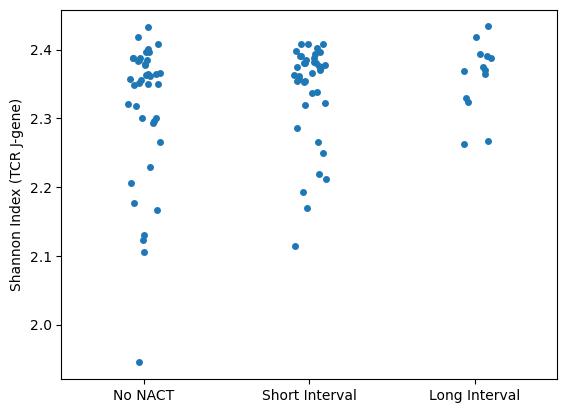 Shannon Index (TCR J-gene)
2.4
2.3
2.2
2.1
2.0
No NACT
Short Interval
Long Interval